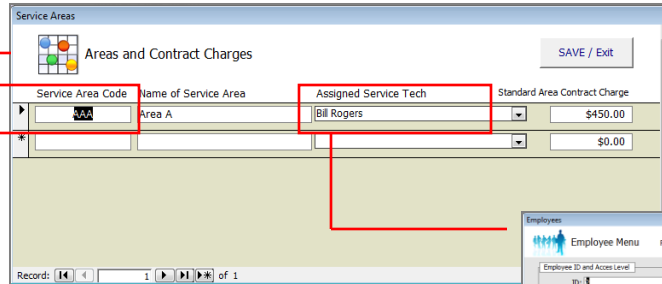 Service Areas
Areas and Contract Charges
SAVE / Exit
Service Area Code Name of Service Area Assigned Service Tech Standard Area Contract Charge
AAA Area A Bill Rogers $450.00
* $0.00
Employees
Employee Menu
Employee ID and Acces Level
ID:
Record: 1 of 1